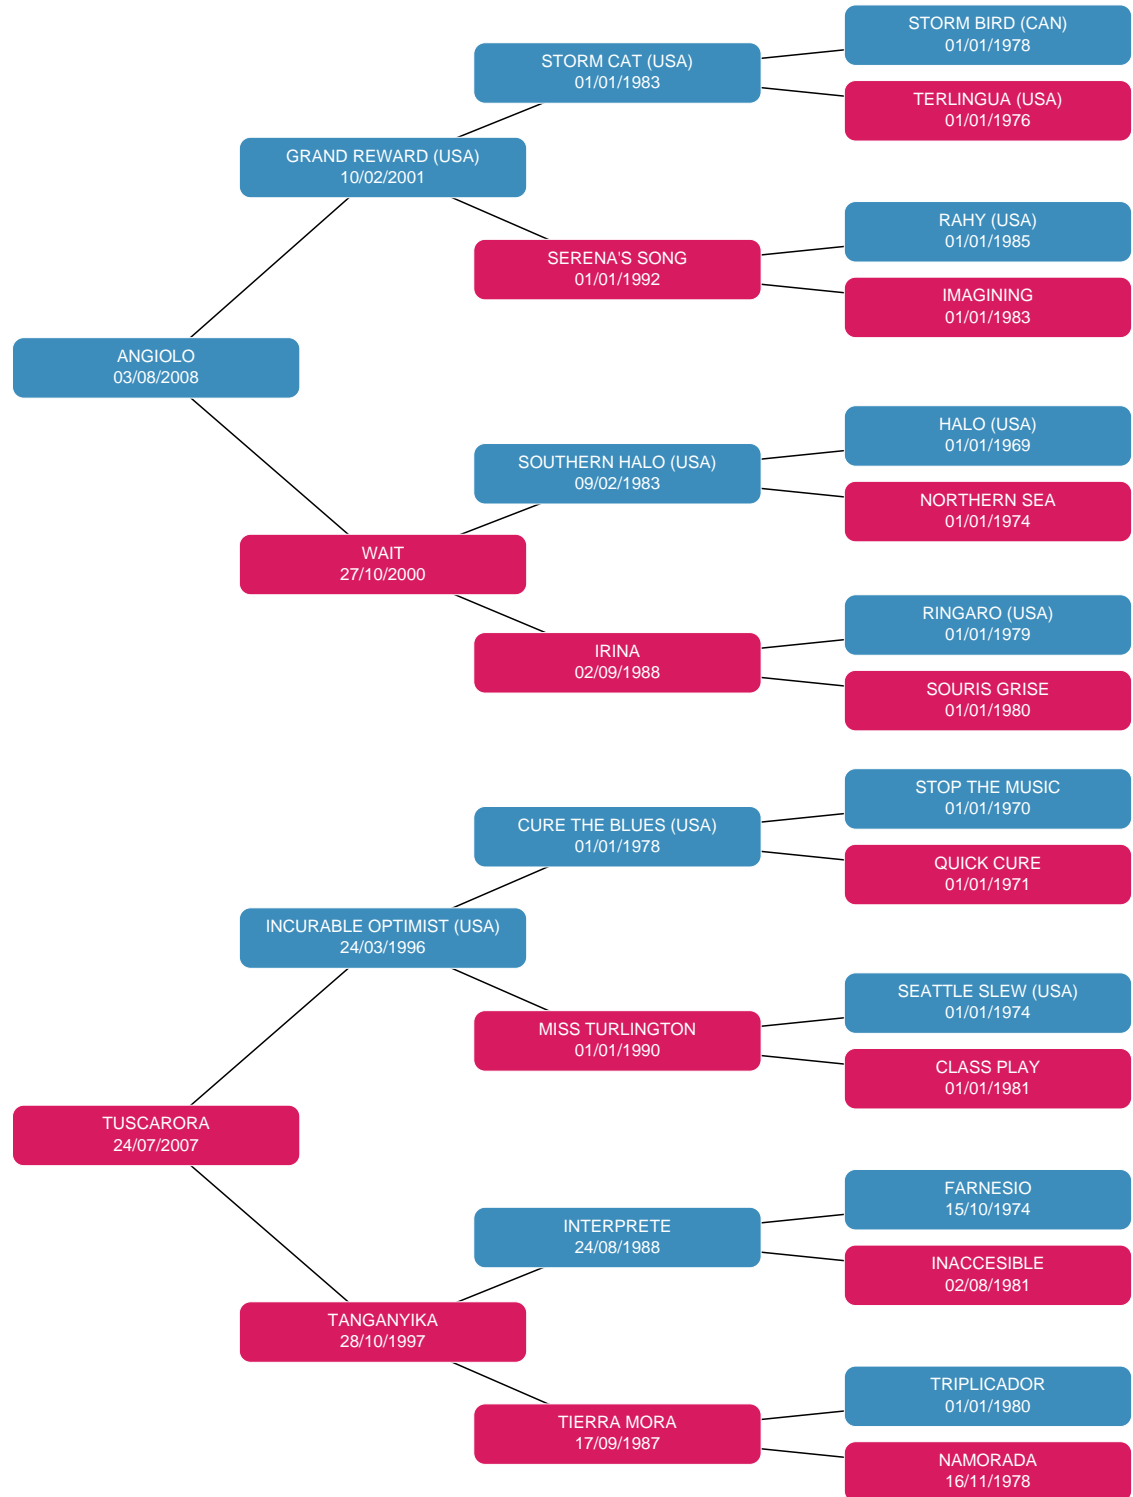 STORM BIRD (CAN)
01/01/1978
STORM CAT (USA)
01/01/1983
TERLINGUA (USA)
01/01/1976
GRAND REWARD (USA)
10/02/2001
RAHY (USA)
01/01/1985
SERENA'S SONG
01/01/1992
IMAGINING
01/01/1983
ANGIOLO
03/08/2008
HALO (USA)
01/01/1969
SOUTHERN HALO (USA)
09/02/1983
NORTHERN SEA
01/01/1974
WAIT
27/10/2000
RINGARO (USA)
01/01/1979
IRINA
02/09/1988
SOURIS GRISE
01/01/1980
STOP THE MUSIC
01/01/1970
CURE THE BLUES (USA)
01/01/1978
QUICK CURE
01/01/1971
INCURABLE OPTIMIST (USA)
24/03/1996
SEATTLE SLEW (USA)
01/01/1974
MISS TURLINGTON
01/01/1990
CLASS PLAY
01/01/1981
TUSCARORA
24/07/2007
FARNESIO
15/10/1974
INTERPRETE
24/08/1988
INACCESIBLE
02/08/1981
TANGANYIKA
28/10/1997
TRIPLICADOR
01/01/1980
TIERRA MORA
17/09/1987
NAMORADA
16/11/1978